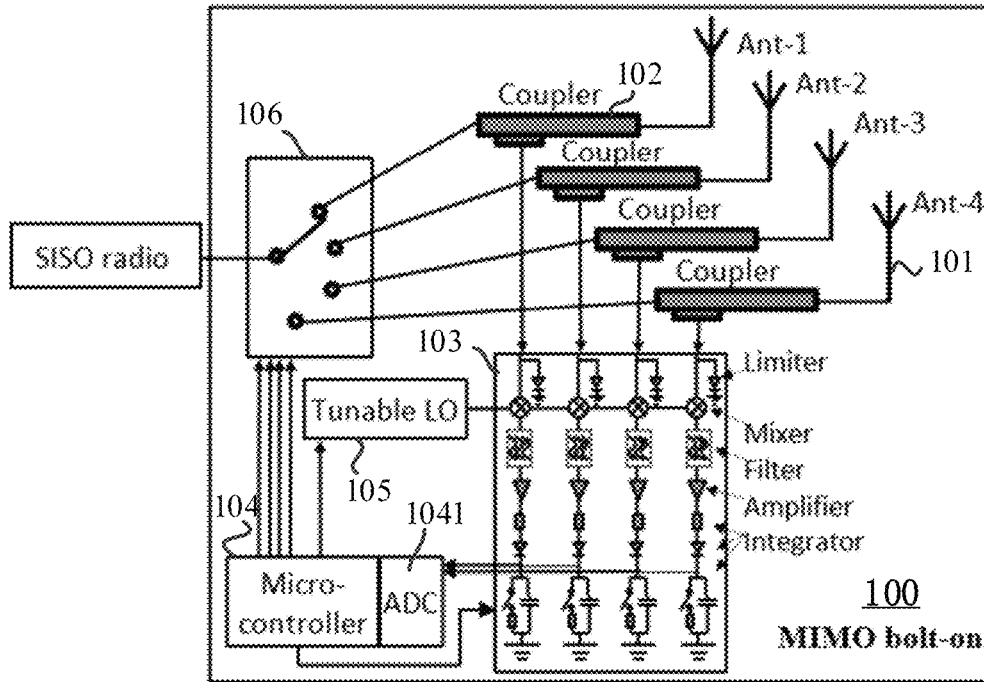 Ant-1
Coupler
102
Ant-2
106
Coupler
Ant-3
Coupler
Ant-4
SISO radio
Coupler
101
103
Limiter
Tunable LO
Mixer
Filter
105
104
1041
Amplifier
Integrator
Micro-
controller
ADC
100
MIMO bolt-on